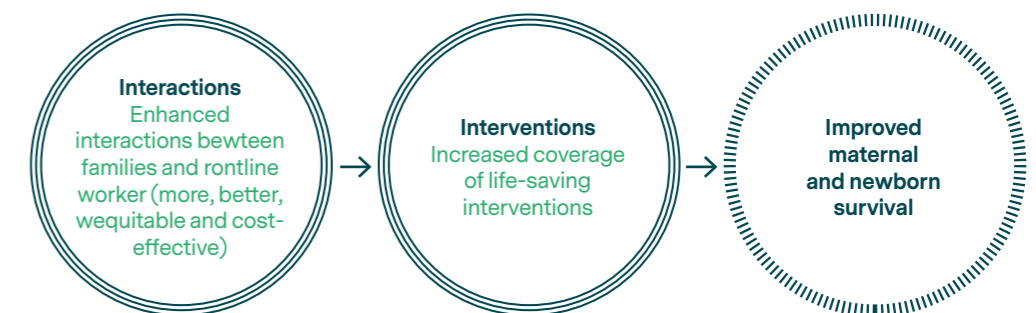 Interactions
Enhanced
interactions bewteen
families and rontline
worker (more, better,
wequitable and cost-
effective)
Interventions
Increased coverage
of life-saving
interventions
Improved
maternal
and newborn
survival